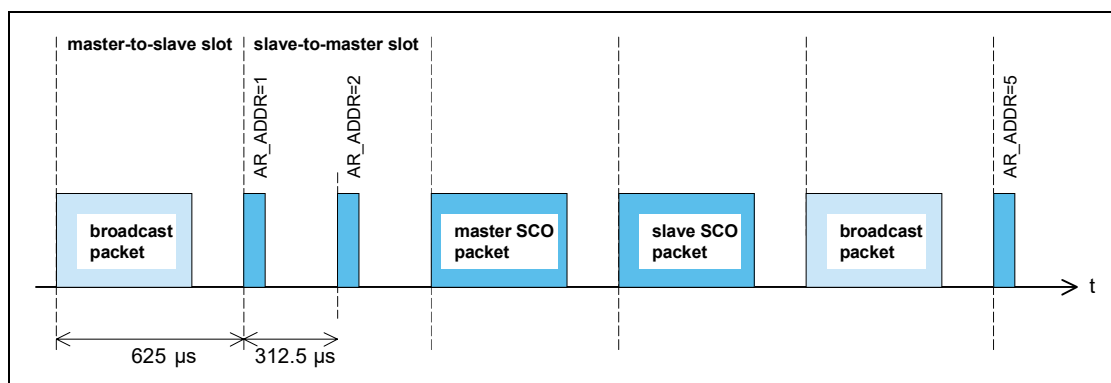 master-to-slave slot
slave-to-master slot
AR_ADDR=1
AR_ADDR=2
AR_ADDR=5
broadcast
packet
master SCO
packet
slave SCO
packet
broadcast
packet
t
625 µs
312.5 µs